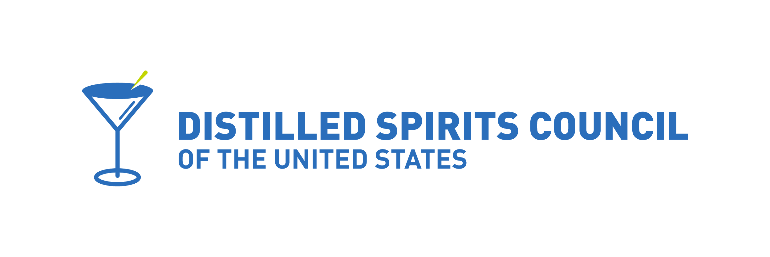 DISTILLED SPIRITS COUNCIL
OF THE UNITED STATES